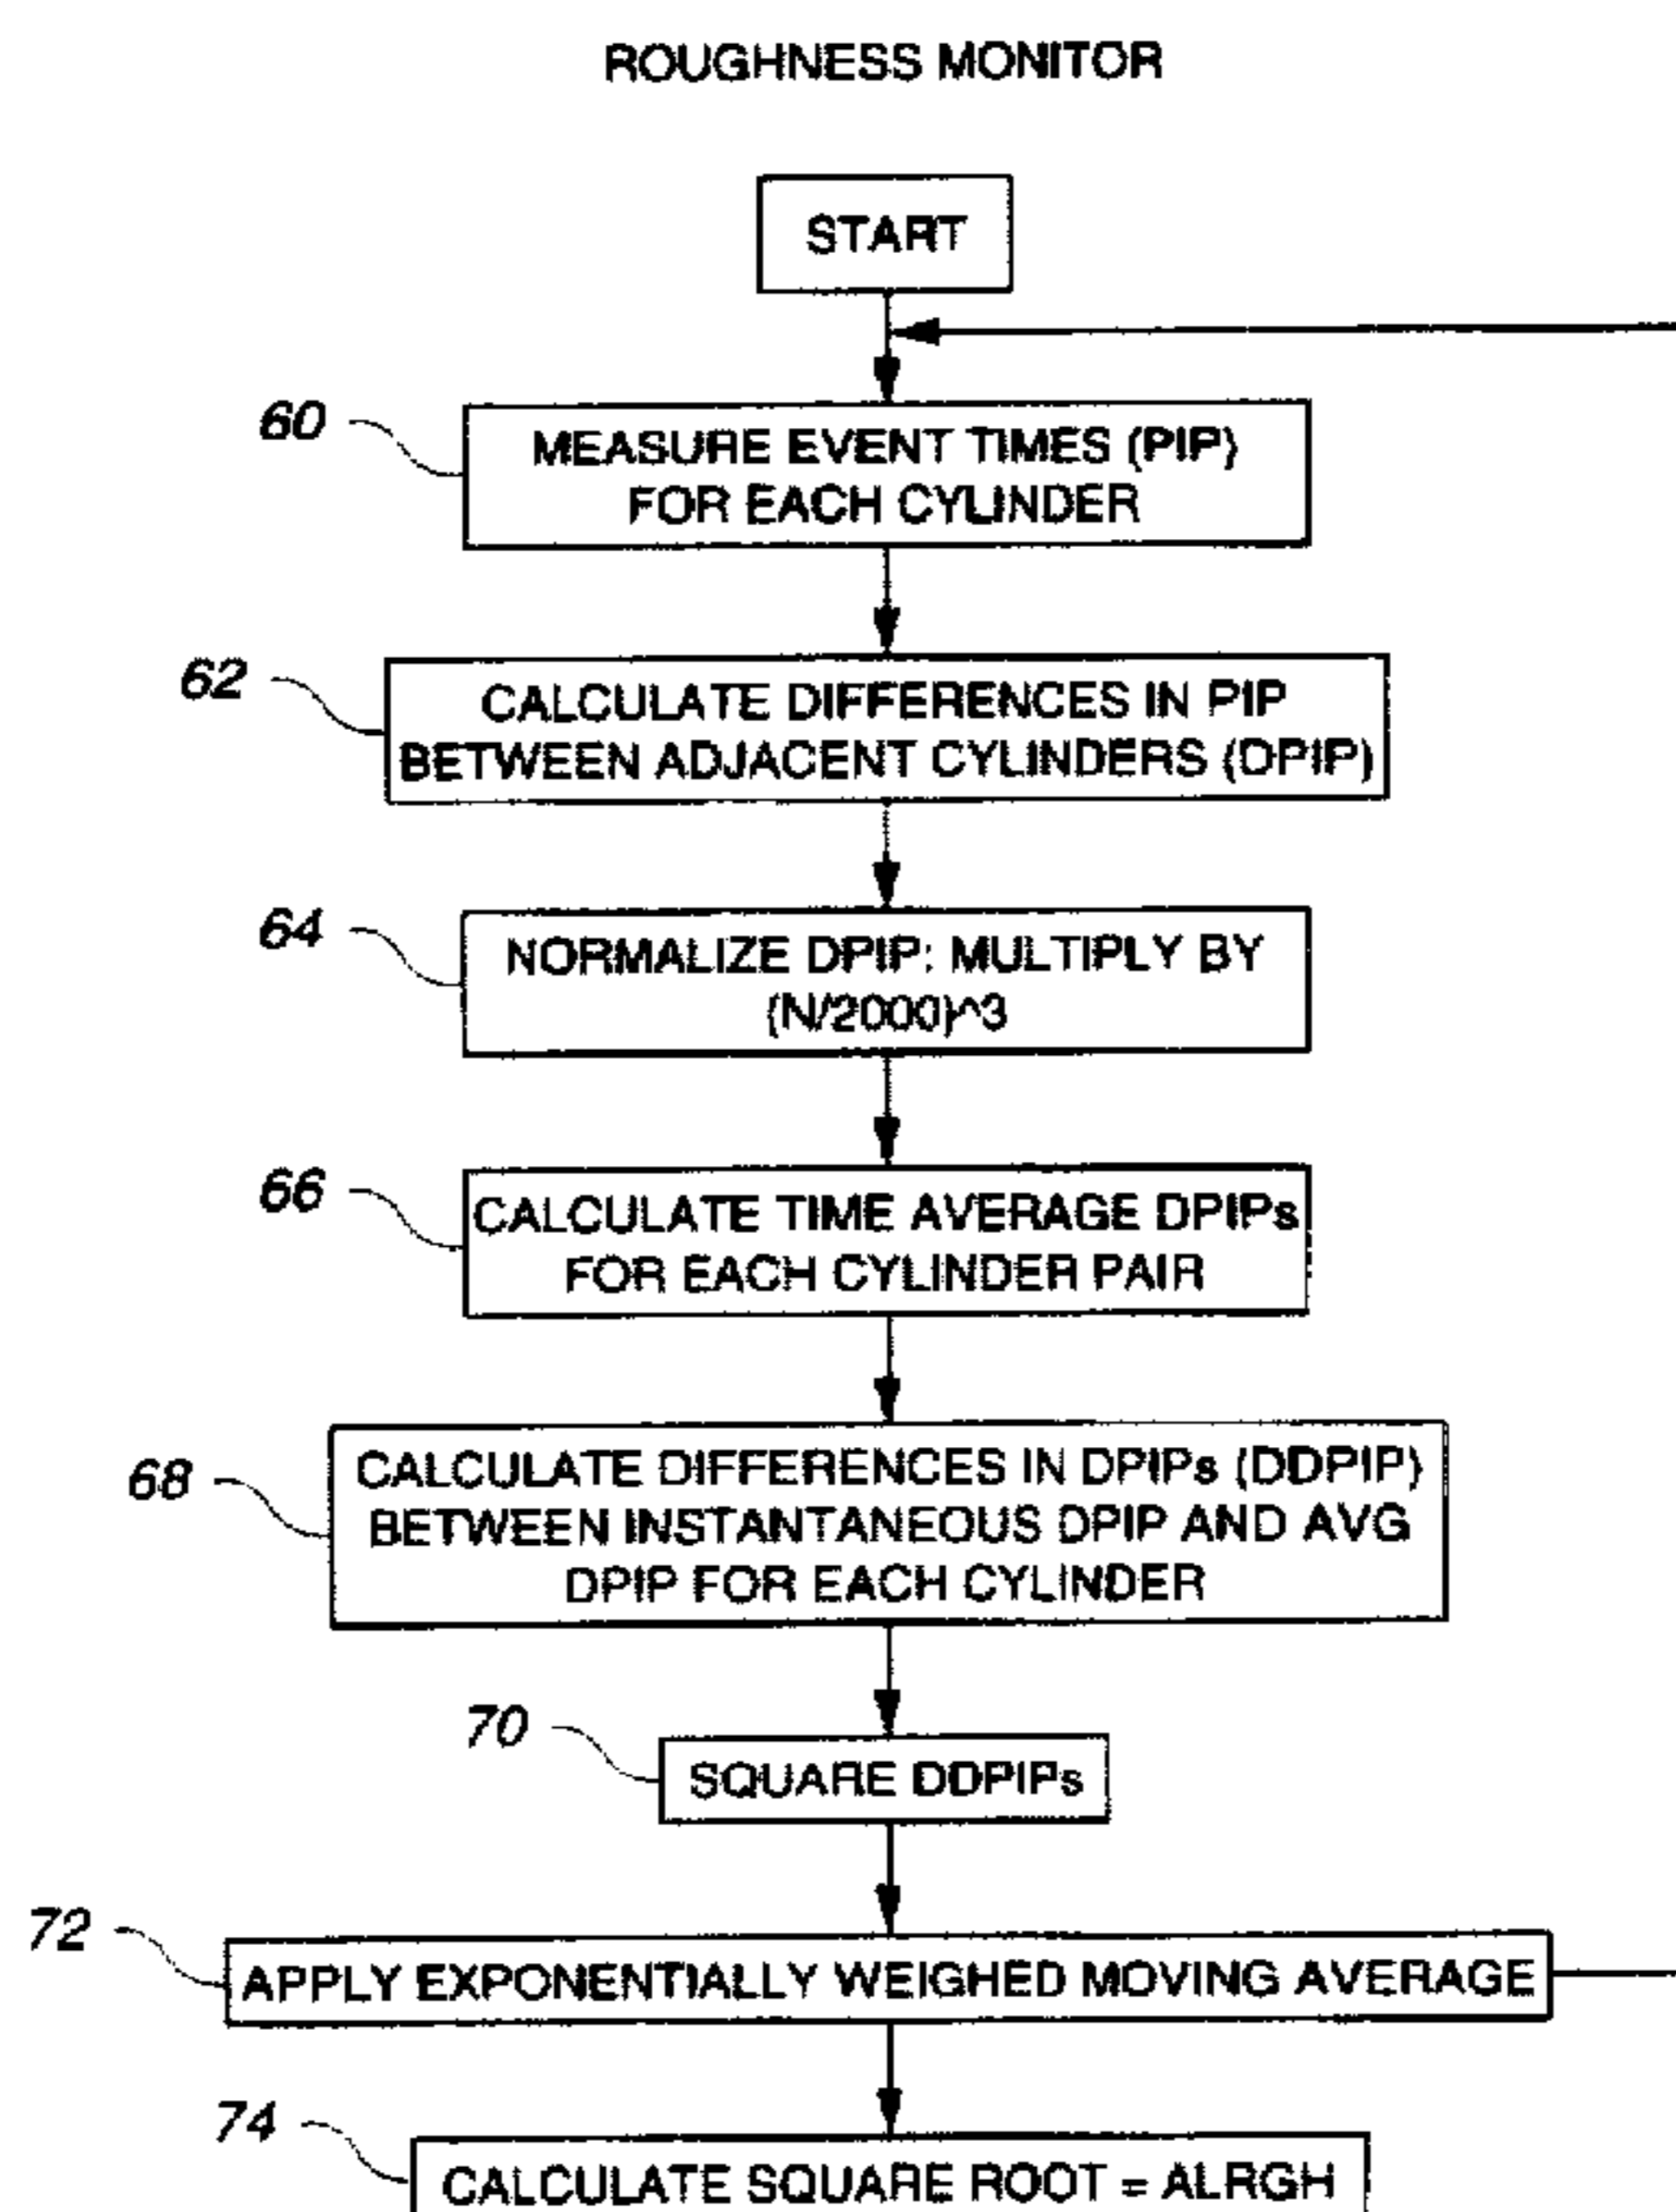 ROUGHNESS MONITOR
START
60
MEASURE EVENT TIMES (PIP)
FOR EACH CYLINDER
62
CALCULATE DIFFERENCES IN PIP
BETWEEN ADJACENT CYLINDERS (DPIP)
64
NORMALIZE DPIP: MULTIPLY BY
(N/2000)^3
66
CALCULATE TIME AVERAGE DPIPs
FOR EACH CYLINDER PAIR
68
CALCULATE DIFFERENCES IN DPIPs (DDPIP)
BETWEEN INSTANTANEOUS DPIP AND AVG
DPIP FOR EACH CYLINDER
70
SQUARE DDPIPs
72
APPLY EXPONENTIALLY WEIGHED MOVING AVERAGE
74
CALCULATE SQUARE ROOT = ALRGH